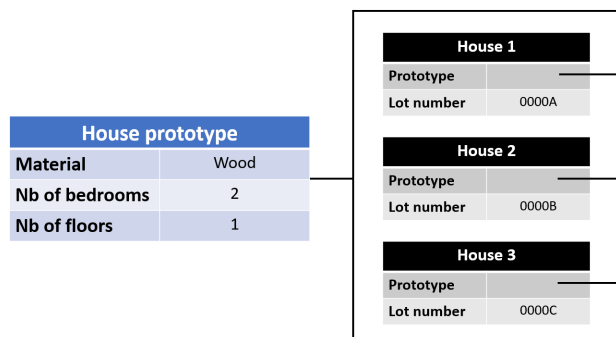 House prototype
Material Wood
Nb of bedrooms 2
Nb of floors 1
House 1
Prototype
Lot number 0000A
House 2
Prototype
Lot number 0000B
House 3
Prototype
Lot number 0000C